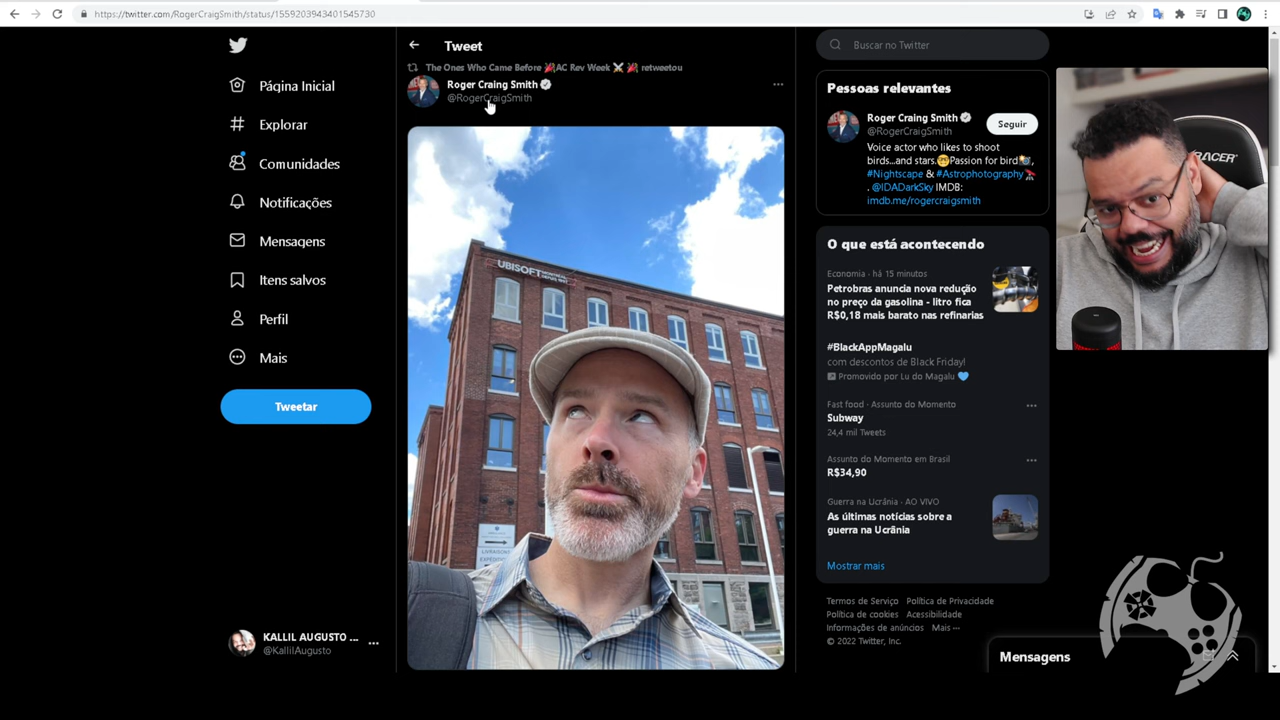 https://twitter.com/RogerCraigSmith/status/1559203943401545730
Página Inicial
Explorar
Comunidades
Notificações
Mensagens
Itens salvos
Perfil
Mais
Tweetar
KALLIL AUGUSTO ...
@KallilAugusto
Tweet
The Ones Who Came Before 🎉AC Rev Week ⚔️ 🎉 retweetou
Roger Craing Smith
@RogerCraigSmith
UBISOFT MONTRÉAL
LIVRAISONS
Buscar no Twitter
Pessoas relevantes
Roger Craing Smith
@RogerCraigSmith
Seguir
Voice actor who likes to shoot
birds...and stars.🤓Passion for bird📸,
#Nightscape & #Astrophotography🔭
. @IDADarkSky IMDB:
imdb.me/rogercraigsmith
O que está acontecendo
Economia · há 15 minutos
Petrobras anuncia nova redução
no preço da gasolina - litro fica
R$0,18 mais barato nas refinarias
#BlackAppMagalu
com descontos de Black Friday!
Promovido por Lu do Magalu 💙
Fast food · Assunto do Momento
Subway
24,4 mil Tweets
Assunto do Momento em Brasil
R$34,90
Guerra na Ucrânia · AO VIVO
As últimas notícias sobre a
guerra na Ucrânia
Mostrar mais
Termos de Serviço Política de Privacidade
Política de cookies Acessibilidade
Informações de anúncios Mais ···
© 2022 Twitter, Inc.
Mensagens
RACER